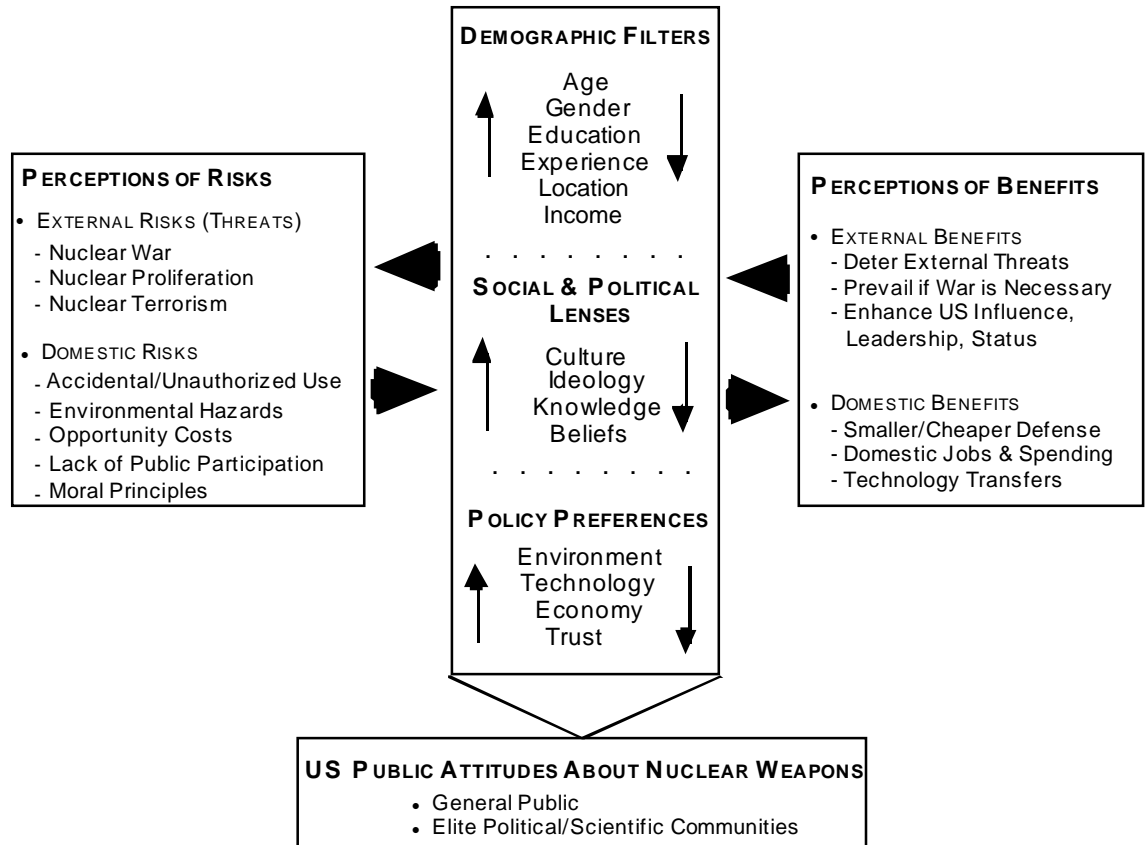 DEMOGRAPHIC FILTERS
Age
Gender
Education
Experience
Location
Income
. . . . . . . .
SOCIAL & POLITICAL
LENSES
Culture
Ideology
Knowledge
Beliefs
. . . . . . . .
POLICY PREFERENCES
Environment
Technology
Economy
Trust
PERCEPTIONS OF RISKS
• EXTERNAL RISKS (THREATS)
- Nuclear War
- Nuclear Proliferation
- Nuclear Terrorism
• DOMESTIC RISKS
- Accidental/Unauthorized Use
- Environmental Hazards
- Opportunity Costs
- Lack of Public Participation
- Moral Principles
PERCEPTIONS OF BENEFITS
• EXTERNAL BENEFITS
- Deter External Threats
- Prevail if War is Necessary
- Enhance US Influence,
Leadership, Status
• DOMESTIC BENEFITS
- Smaller/Cheaper Defense
- Domestic Jobs & Spending
- Technology Transfers
US PUBLIC ATTITUDES ABOUT NUCLEAR WEAPONS
• General Public
• Elite Political/Scientific Communities